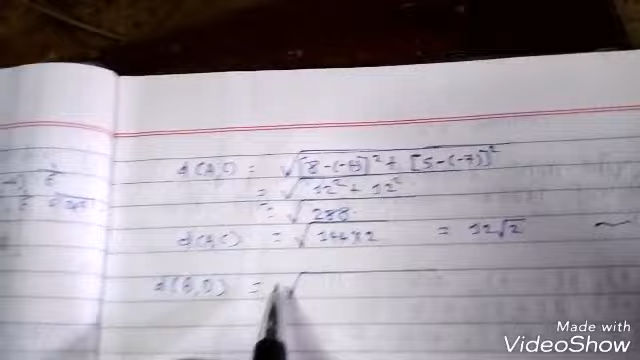 d(A,C) = √[8-(-4)]² + [5-(-7)]²
= √12² + 12²
= √288
d(A,C) = √144×2 = 12√2
d(B,D) = √
Made with
VideoShow